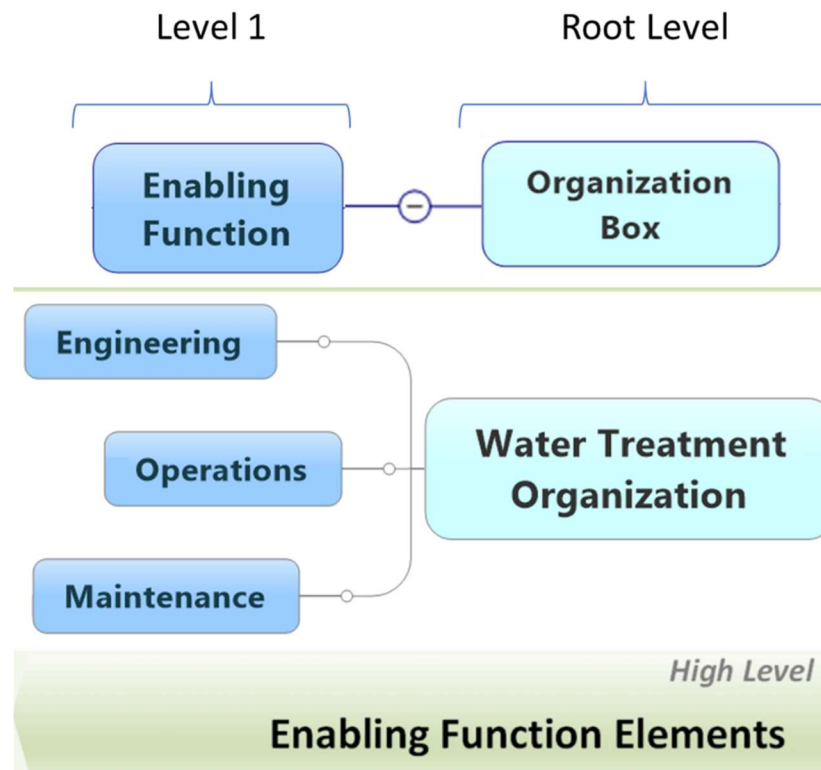 Level 1
Root Level
Enabling
Function
Organization
Box
Engineering
Operations
Maintenance
Water Treatment
Organization
High Level
Enabling Function Elements